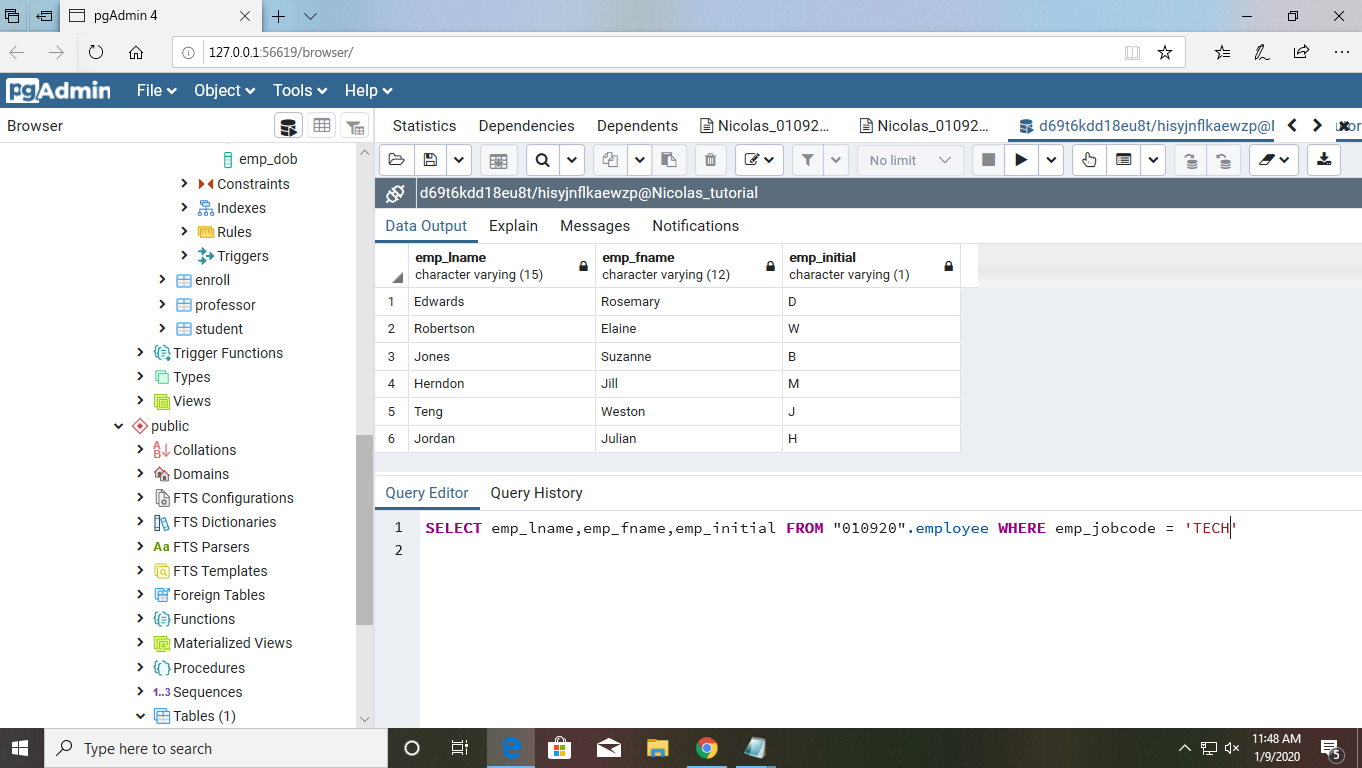 pgAdmin 4
127.0.0.1:56619/browser/
pgAdmin File Object Tools Help
Browser
Statistics Dependencies Dependents Nicolas_01092... Nicolas_01092... d69t6kdd18eu8t/hisyjnflkaewzp@
No limit
d69t6kdd18eu8t/hisyjnflkaewzp@Nicolas_tutorial
emp_dob
Constraints
Indexes
Rules
Triggers
enroll
professor
student
Trigger Functions
Types
Views
public
Collations
Domains
FTS Configurations
FTS Dictionaries
Aa FTS Parsers
FTS Templates
Foreign Tables
Functions
Materialized Views
Procedures
1..3 Sequences
Tables (1)
Data Output Explain Messages Notifications
emp_lname emp_fname emp_initial
character varying (15) character varying (12) character varying (1)
1 Edwards Rosemary D
2 Robertson Elaine W
3 Jones Suzanne B
4 Herndon Jill M
5 Teng Weston J
6 Jordan Julian H
Query Editor Query History
1 SELECT emp_lname,emp_fname,emp_initial FROM "010920".employee WHERE emp_jobcode = 'TECH'
2
Type here to search
11:48 AM
1/9/2020
5